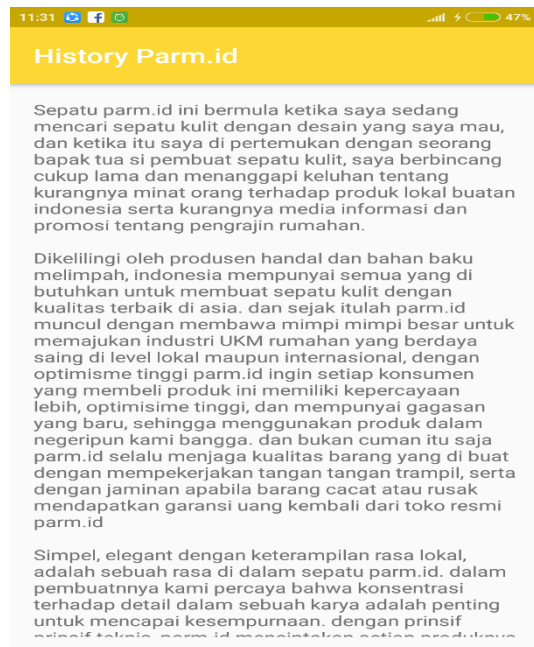 11:31
47%
History Parm.id
Sepatu parm.id ini bermula ketika saya sedang
mencari sepatu kulit dengan desain yang saya mau,
dan ketika itu saya di pertemukan dengan seorang
bapak tua si pembuat sepatu kulit, saya berbincang
cukup lama dan menanggapi keluhan tentang
kurangnya minat orang terhadap produk lokal buatan
indonesia serta kurangnya media informasi dan
promosi tentang pengrajin rumahan.
Dikelilingi oleh produsen handal dan bahan baku
melimpah, indonesia mempunyai semua yang di
butuhkan untuk membuat sepatu kulit dengan
kualitas terbaik di asia. dan sejak itulah parm.id
muncul dengan membawa mimpi mimpi besar untuk
memajukan industri UKM rumahan yang berdaya
saing di level lokal maupun internasional, dengan
optimisme tinggi parm.id ingin setiap konsumen
yang membeli produk ini memiliki kepercayaan
lebih, optimisime tinggi, dan mempunyai gagasan
yang baru, sehingga menggunakan produk dalam
negeripun kami bangga. dan bukan cuman itu saja
parm.id selalu menjaga kualitas barang yang di buat
dengan mempekerjakan tangan tangan trampil, serta
dengan jaminan apabila barang cacat atau rusak
mendapatkan garansi uang kembali dari toko resmi
parm.id
Simpel, elegant dengan keterampilan rasa lokal,
adalah sebuah rasa di dalam sepatu parm.id. dalam
pembuatnnya kami percaya bahwa konsentrasi
terhadap detail dalam sebuah karya adalah penting
untuk mencapai kesempurnaan. dengan prinsif
prinsif teknis, parm.id menciptakan setiap produknya